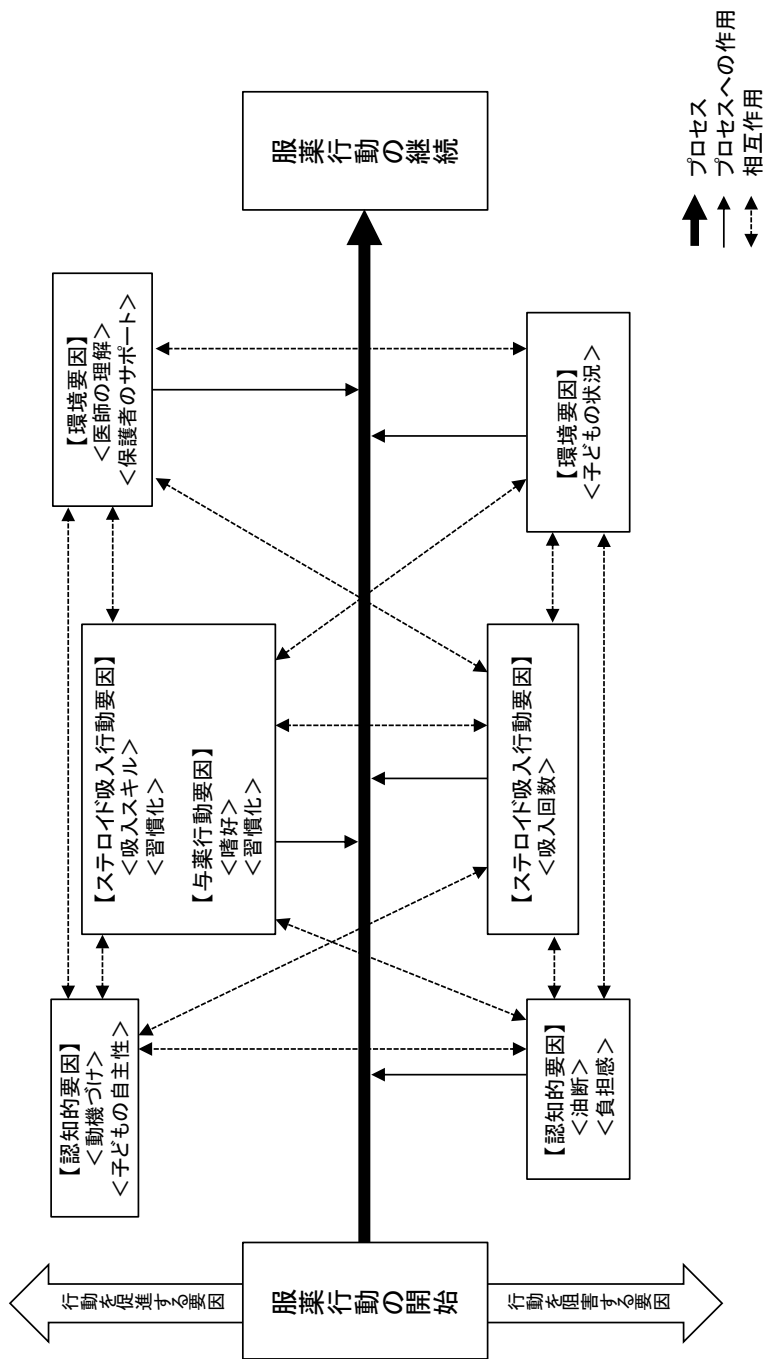 行動を促進する要因
服薬行動の開始
行動を阻害する要因
【認知的要因】
<動機づけ>
<子どもの自主性>
【ステロイド吸入行動要因】
<吸入スキル>
<習慣化>
【与薬行動要因】
<嗜好>
<習慣化>
【環境要因】
<医師の理解>
<保護者のサポート>
【認知的要因】
<油断>
<負担感>
【ステロイド吸入行動要因】
<吸入回数>
【環境要因】
<子どもの状況>
服薬行動の継続
プロセス
プロセスへの作用
相互作用